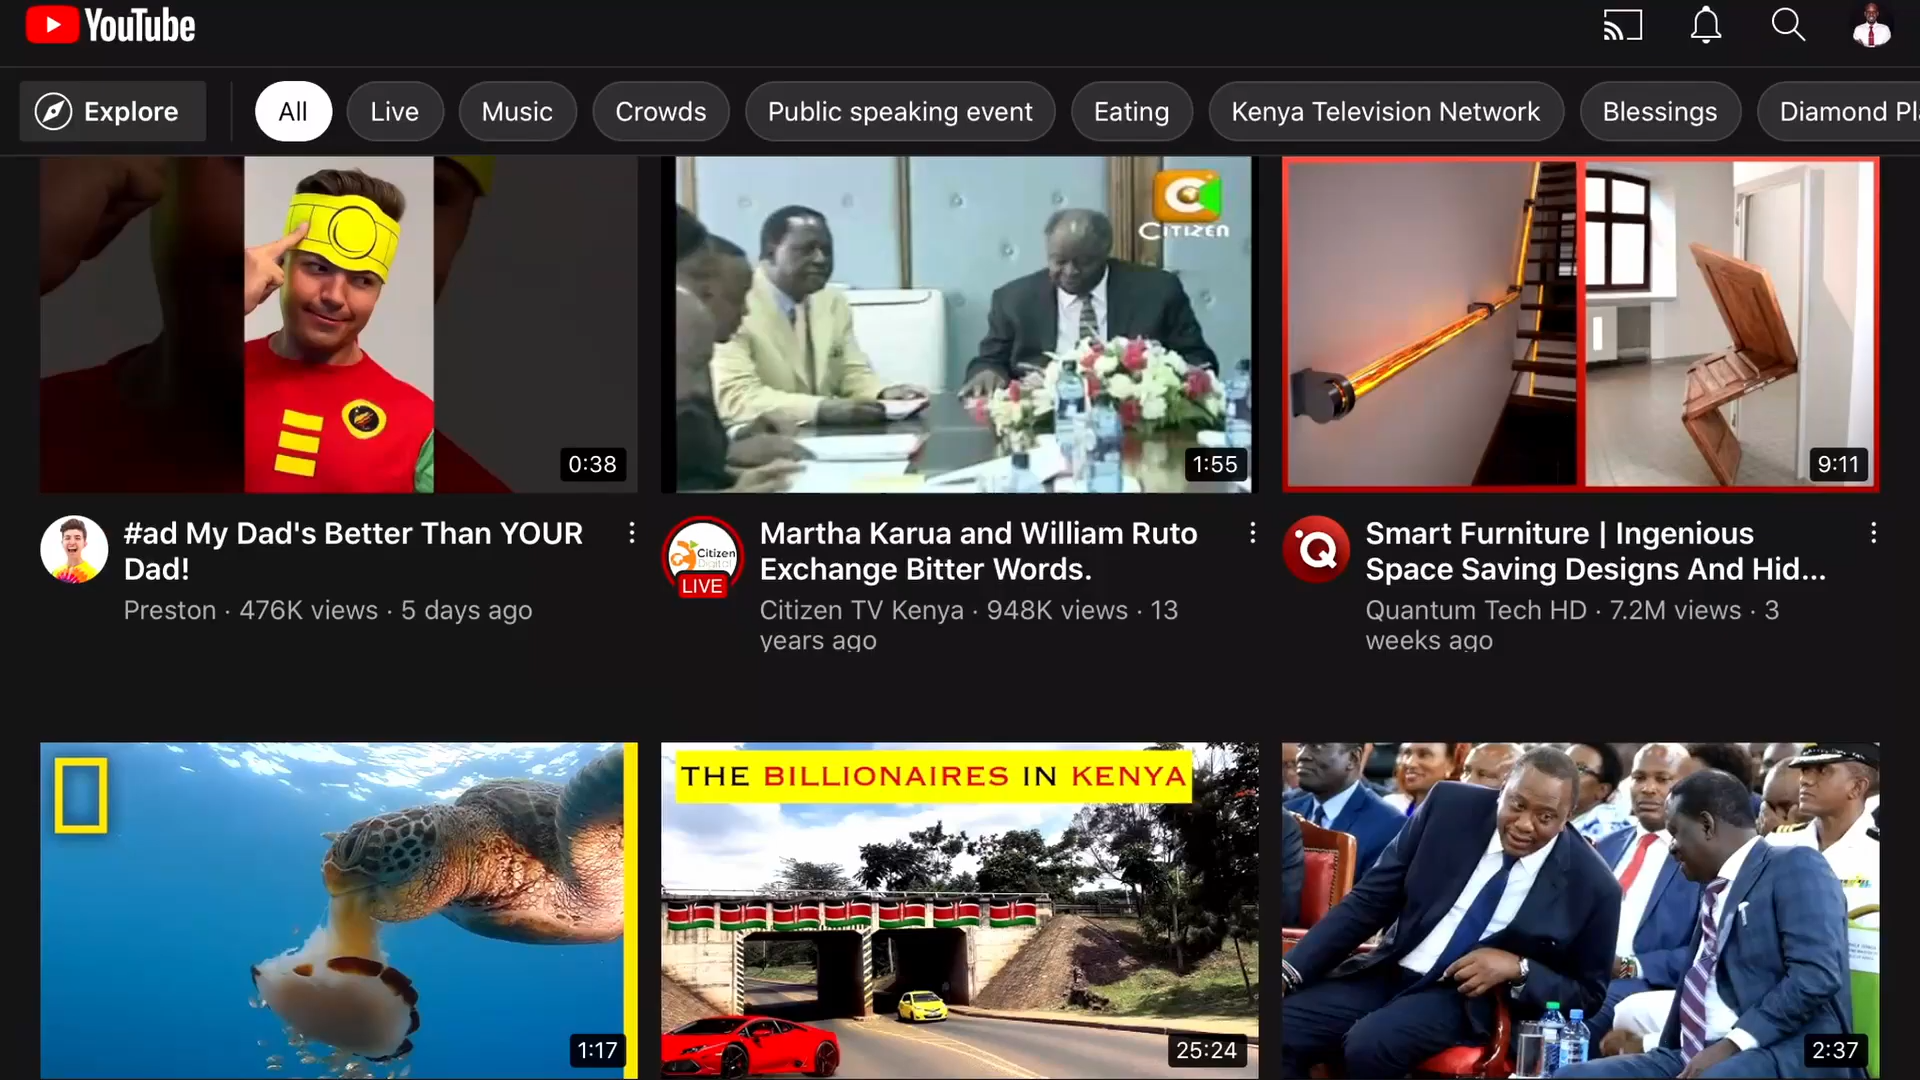 YouTube
Explore
All
Live
Music
Crowds
Public speaking event
Eating
Kenya Television Network
Blessings
Diamond Pl
CITIZEN
0:38
1:55
9:11
#ad My Dad's Better Than YOUR
Dad!
Preston · 476K views · 5 days ago
Citizen
Digital
LIVE
Martha Karua and William Ruto
Exchange Bitter Words.
Citizen TV Kenya · 948K views · 13
years ago
Q
Smart Furniture | Ingenious
Space Saving Designs And Hid...
Quantum Tech HD · 7.2M views · 3
weeks ago
THE BILLIONAIRES IN KENYA
1:17
25:24
2:37